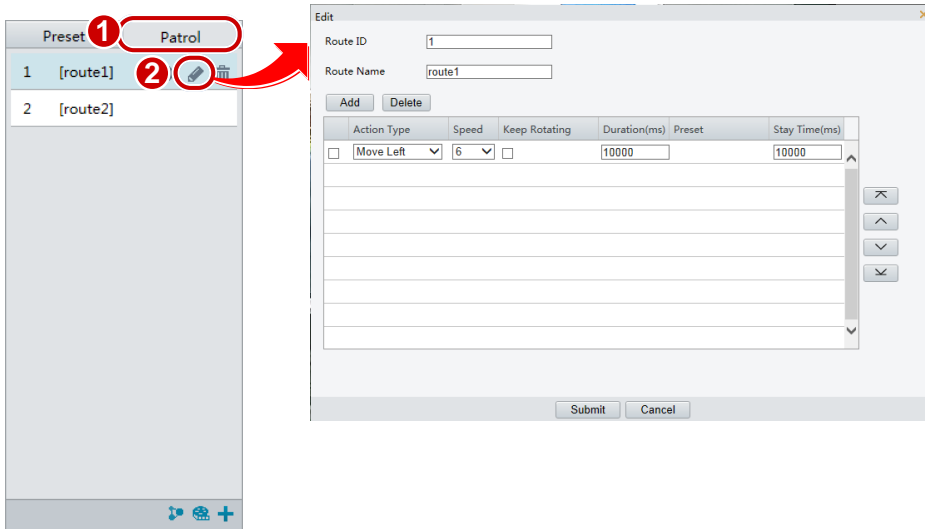 Preset 1 Patrol
1 [route1] 2
2 [route2]
Edit
Route ID 1
Route Name route1
Add Delete
Action Type Speed Keep Rotating Duration(ms) Preset Stay Time(ms)
Move Left 6 10000 10000
Submit Cancel